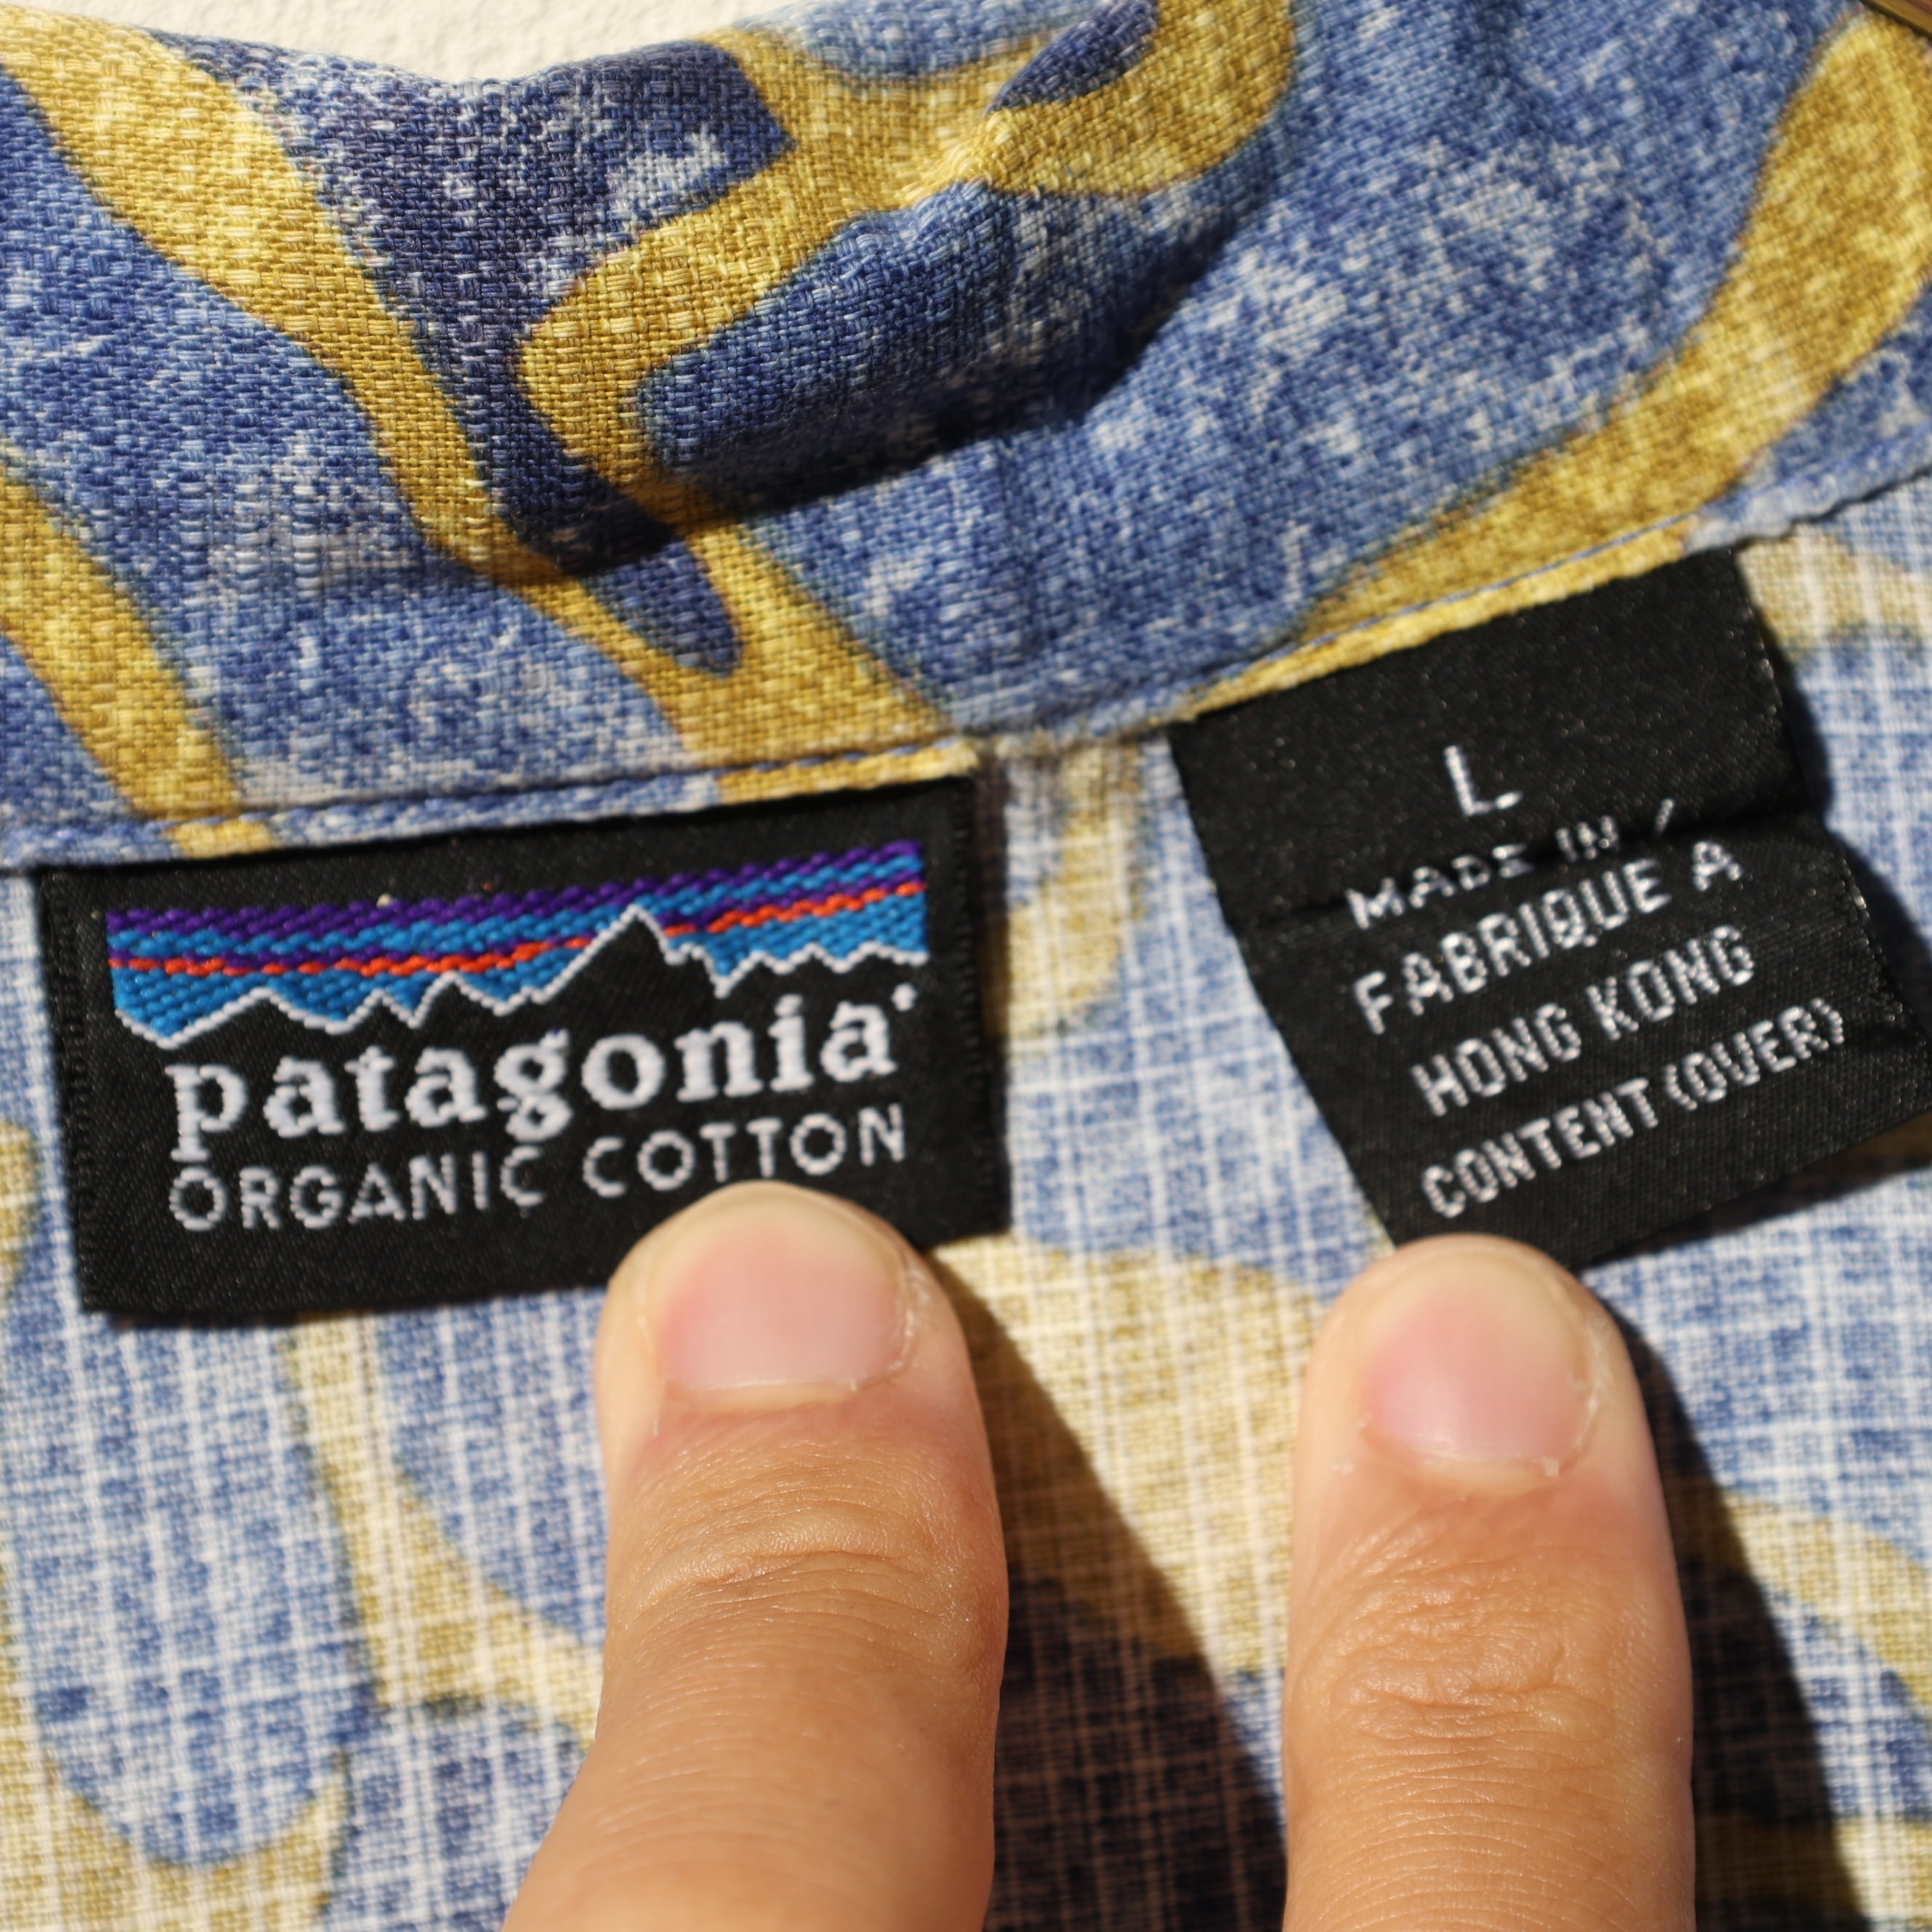 patagonia®
ORGANIC COTTON
L
MADE IN /
FABRIQUE A
HONG KONG
CONTENT (OVER)